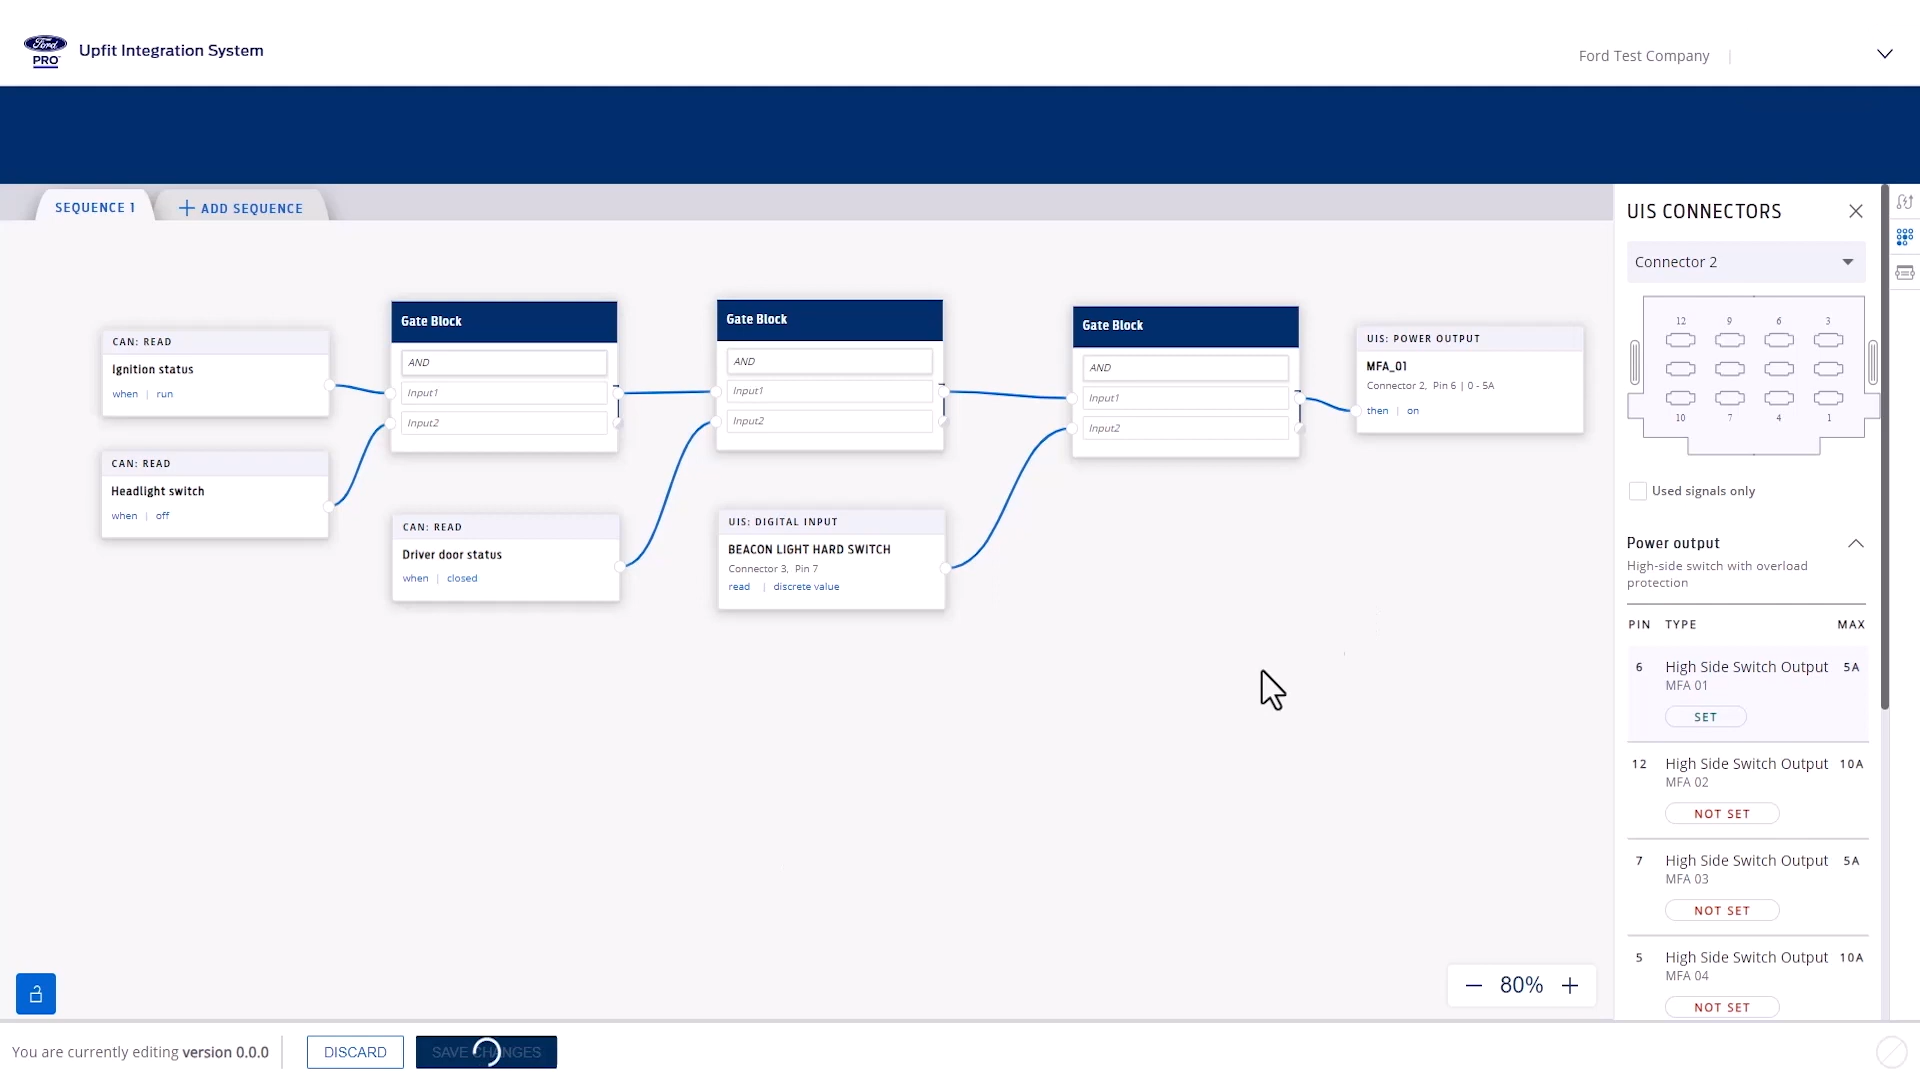 Ford
PRO
Upfit Integration System
Ford Test Company
SEQUENCE 1
ADD SEQUENCE
CAN: READ
Ignition status
when | run
CAN: READ
Headlight switch
when | off
Gate Block
AND
Input1
Input2
CAN: READ
Driver door status
when | closed
Gate Block
AND
Input1
Input2
UIS: DIGITAL INPUT
BEACON LIGHT HARD SWITCH
Connector 3, Pin 7
read | discrete value
Gate Block
AND
Input1
Input2
UIS: POWER OUTPUT
MFA_01
Connector 2, Pin 6 | 0 - 5A
then | on
UIS CONNECTORS
Connector 2
12 9 6 3
10 7 4 1
Used signals only
Power output
High-side switch with overload
protection
PIN TYPE MAX
6 High Side Switch Output 5A
MFA 01
SET
12 High Side Switch Output 10A
MFA 02
NOT SET
7 High Side Switch Output 5A
MFA 03
NOT SET
5 High Side Switch Output 10A
MFA 04
NOT SET
80%
You are currently editing version 0.0.0
DISCARD
SAVE CHANGES